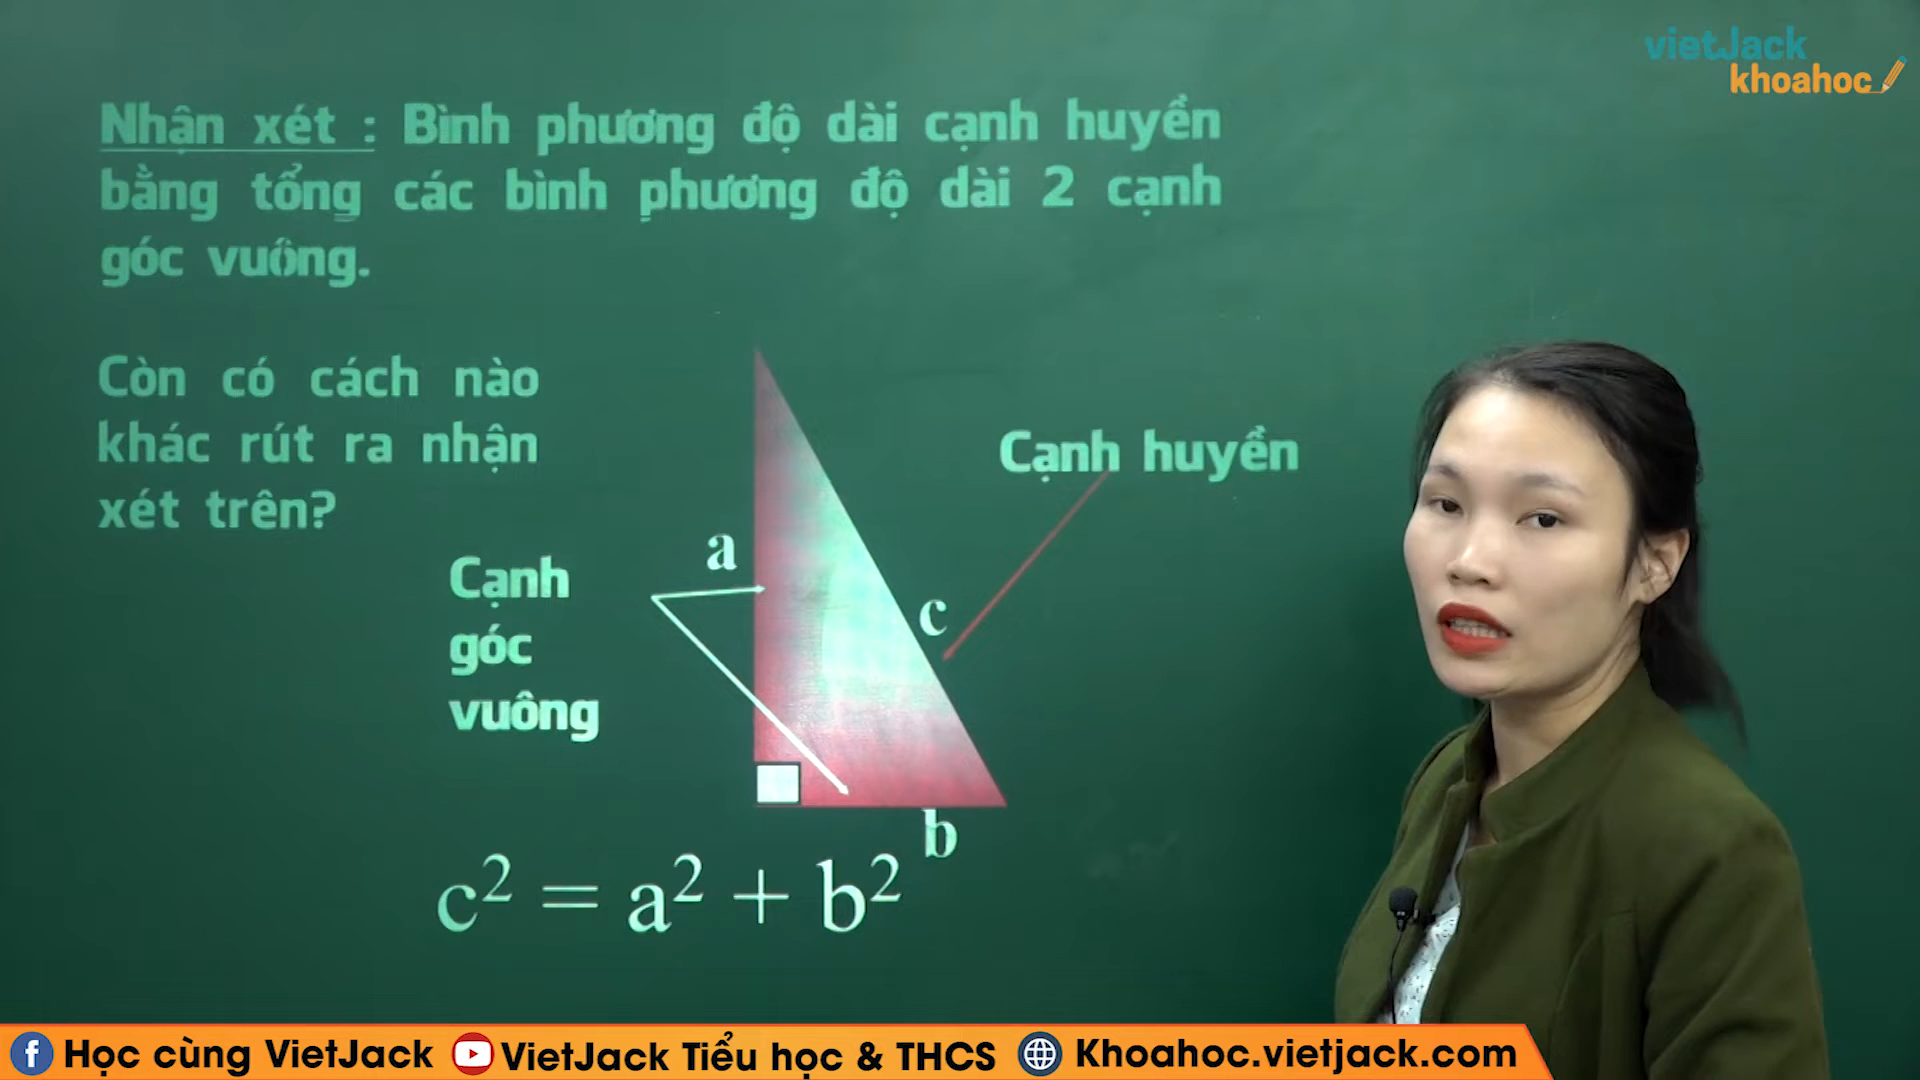 vietJack
khoahoc
Nhận xét : Bình phương độ dài cạnh huyền
bằng tổng các bình phương độ dài 2 cạnh
góc vuông.
Còn có cách nào
khác rút ra nhận
xét trên?
Cạnh huyền
a
Cạnh
góc
vuông
c
b
c² = a² + b²
Học cùng VietJack
VietJack Tiểu học & THCS
Khoahoc.vietjack.com